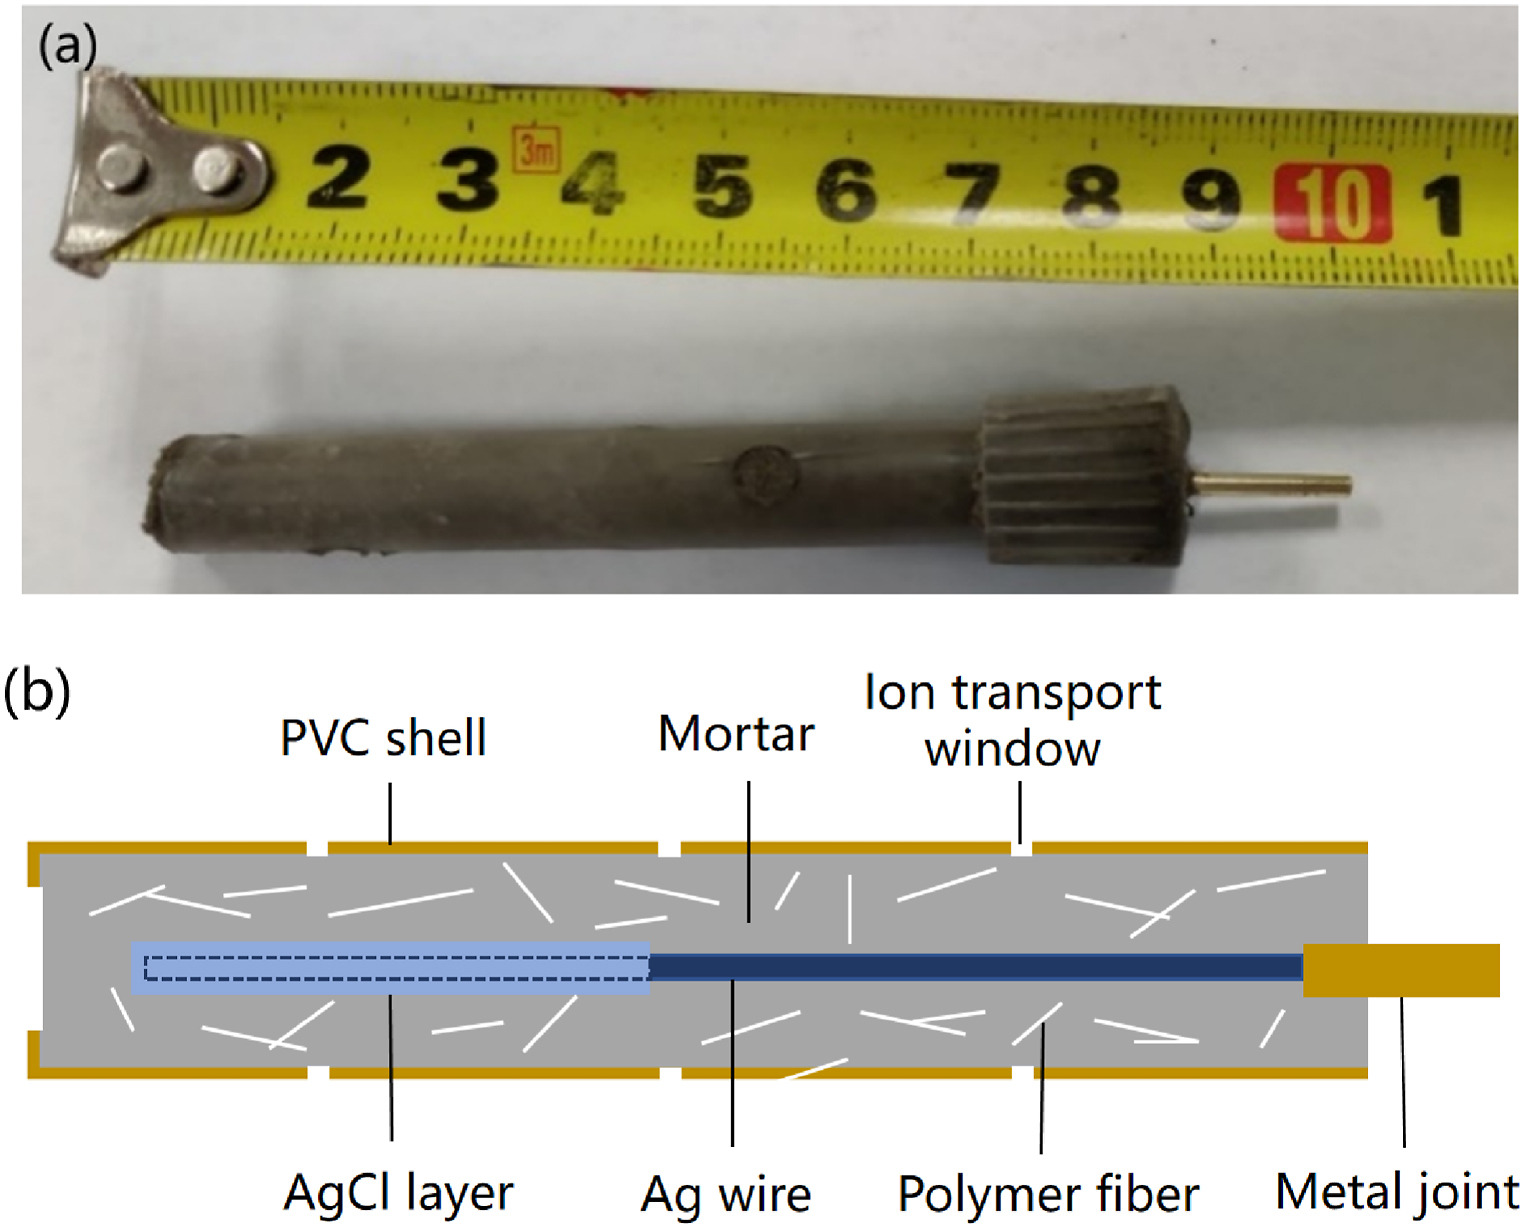 (a)
2 3 3m 4 5 6 7 8 9 10 1
(b)
PVC shell
Mortar
Ion transport
window
AgCl layer
Ag wire
Polymer fiber
Metal joint